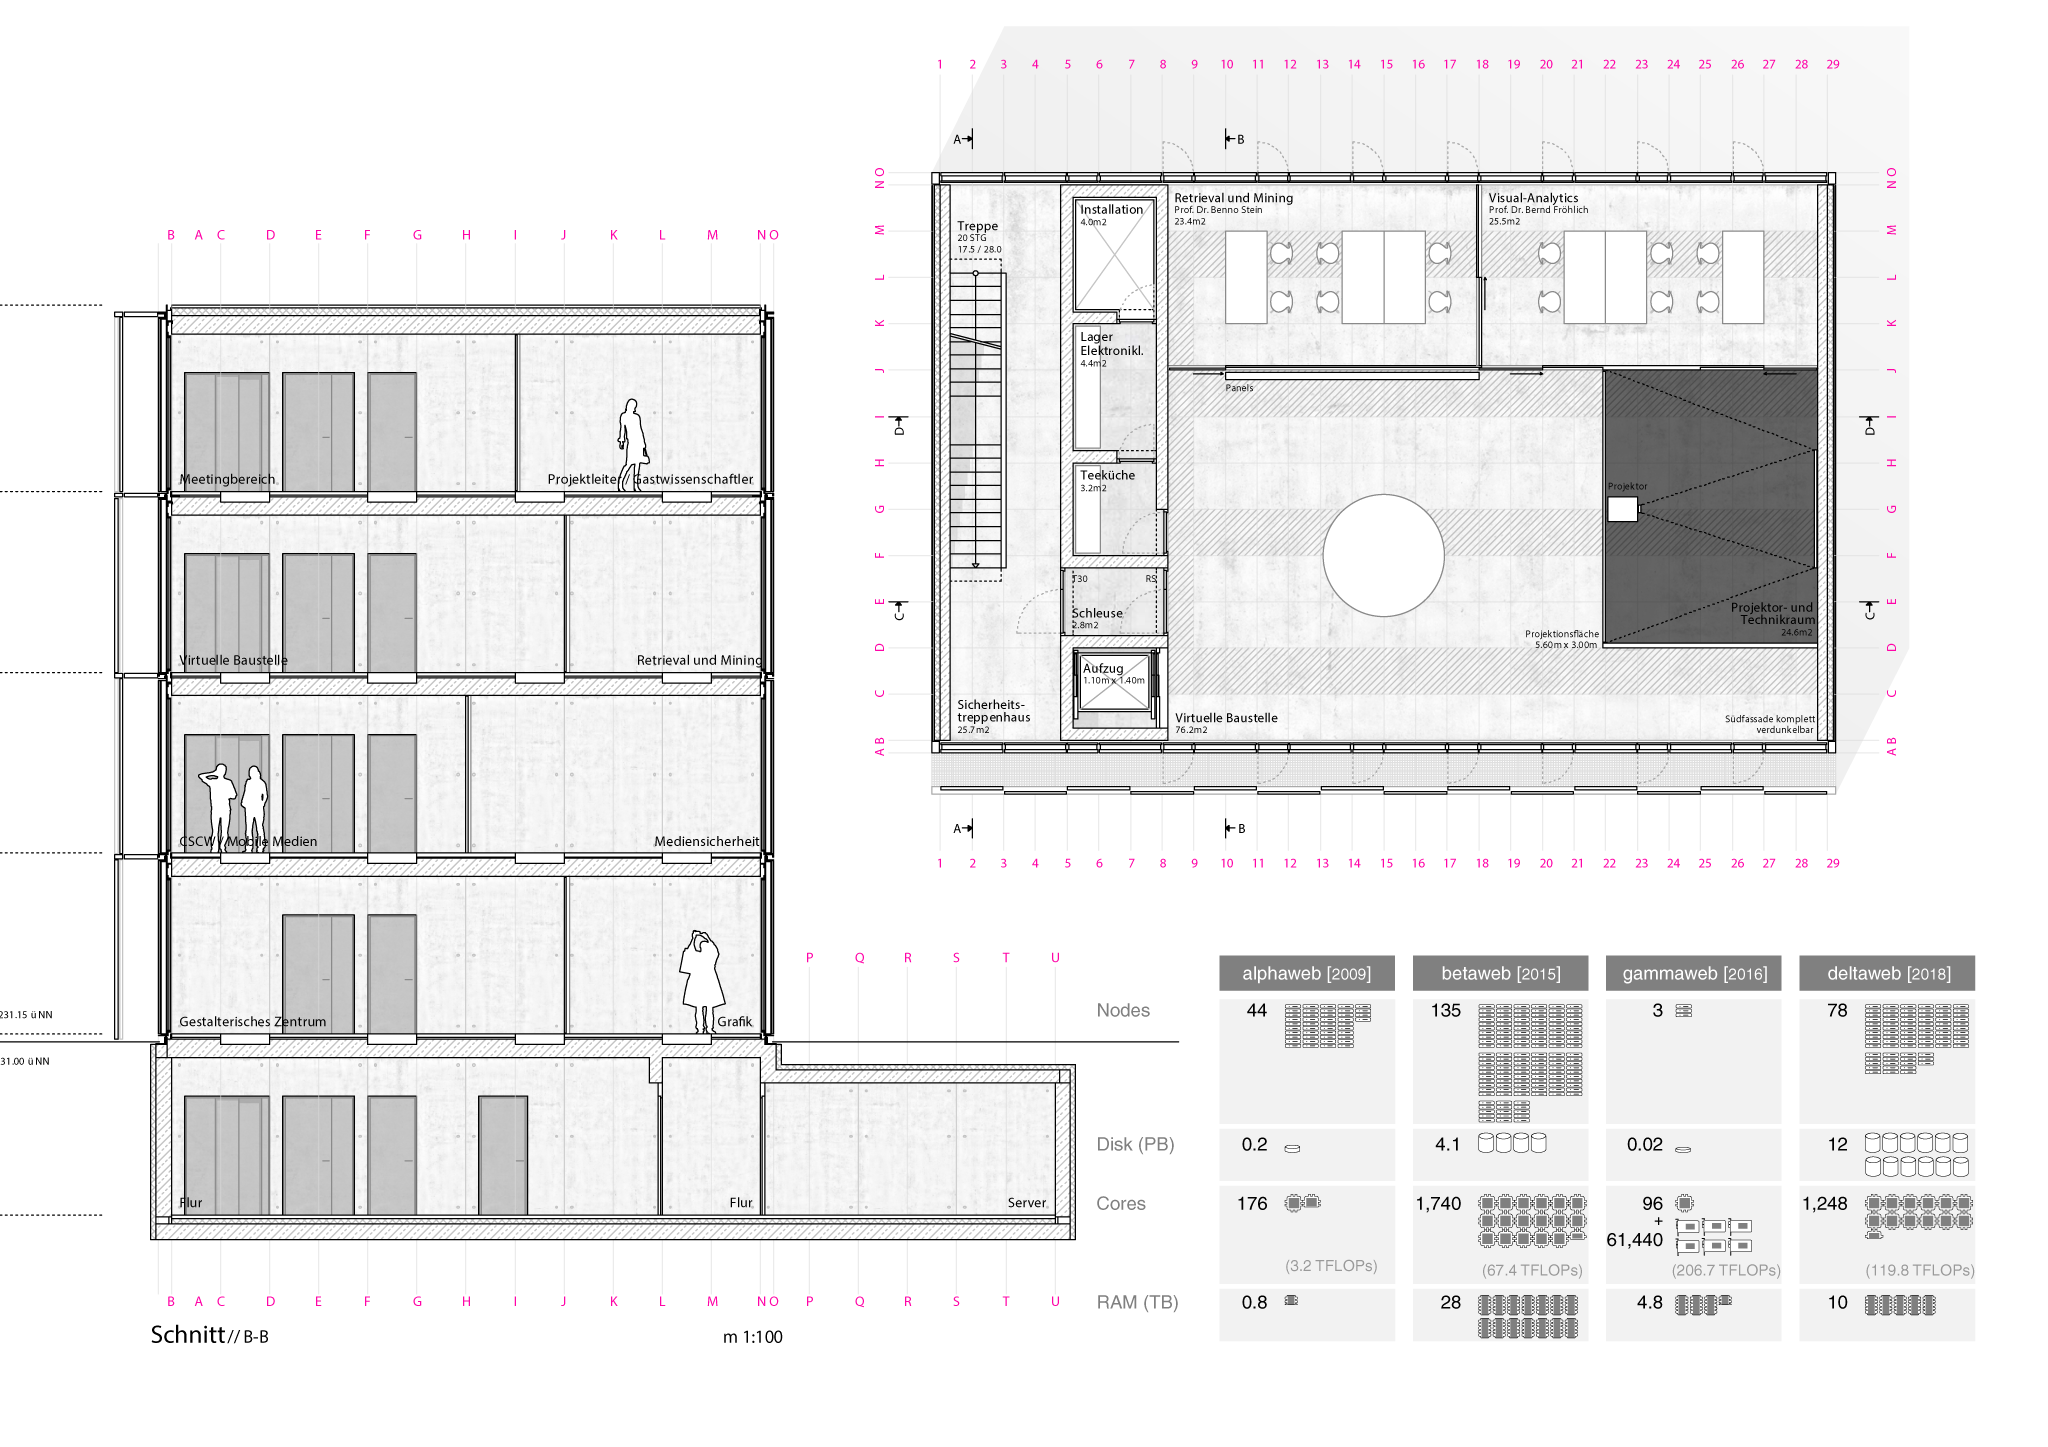 B A C D E F G H I J K L M N O
Meetingbereich
Projektleiter // Gastwissenschaftler
Virtuelle Baustelle
Retrieval und Mining
CSCW // Mobile Medien
Mediensicherheit
Gestalterisches Zentrum
Grafik
231.15 ü NN
31.00 ü NN
P Q R S T U
Flur
Flur
Server
B A C D E F G H I J K L M N O P Q R S T U
Schnitt // B-B
m 1:100
1 2 3 4 5 6 7 8 9 10 11 12 13 14 15 16 17 18 19 20 21 22 23 24 25 26 27 28 29
A
B
N O
M
L
K
J
I
H
G
F
E
D
C
A B
D
C
Treppe
20 STG
17.5 / 28.0
Installation
4.0m2
Lager
Elektronikl.
4.4m2
Teeküche
3.2m2
T30
RS
Schleuse
2.8m2
Aufzug
1.10m x 1.40m
Sicherheits-
treppenhaus
25.7m2
Retrieval und Mining
Prof. Dr. Benno Stein
23.4m2
Visual-Analytics
Prof. Dr. Bernd Fröhlich
25.5m2
Panels
Projektor
Projektor- und
Technikraum
24.6m2
Projektionsfläche
5.60m x 3.00m
Virtuelle Baustelle
76.2m2
Südfassade komplett
verdunkelbar
N O
M
L
K
J
I
H
G
F
E
D
C
A B
D
C
A
B
1 2 3 4 5 6 7 8 9 10 11 12 13 14 15 16 17 18 19 20 21 22 23 24 25 26 27 28 29
alphaweb [2009] betaweb [2015] gammaweb [2016] deltaweb [2018]
Nodes 44 135 3 78
Disk (PB) 0.2 4.1 0.02 12
Cores 176 1,740 96 1,248
+
61,440
(3.2 TFLOPs) (67.4 TFLOPs) (206.7 TFLOPs) (119.8 TFLOPs)
RAM (TB) 0.8 28 4.8 10